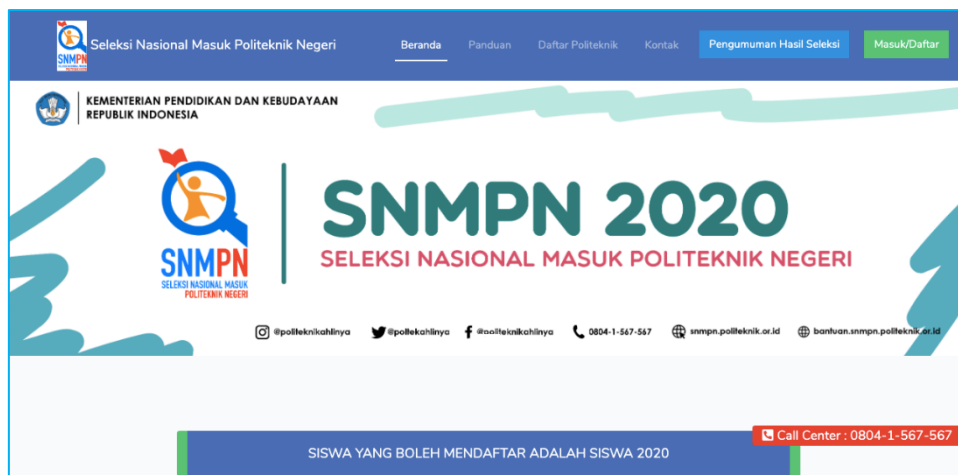 SNMPN
Seleksi Nasional Masuk Politeknik Negeri
Beranda
Panduan
Daftar Politeknik
Kontak
Pengumuman Hasil Seleksi
Masuk/Daftar
KEMENTERIAN PENDIDIKAN DAN KEBUDAYAAN
REPUBLIK INDONESIA
SNMPN
SELEKSI NASIONAL MASUK
POLITEKNIK NEGERI
SNMPN 2020
SELEKSI NASIONAL MASUK POLITEKNIK NEGERI
@politeknikahlinya
@poltekahlinya
@politeknikahlinya
0804-1-567-567
snmpn.politeknik.or.id
bantuan.snmpn.politeknik.or.id
Call Center : 0804-1-567-567
SISWA YANG BOLEH MENDAFTAR ADALAH SISWA 2020